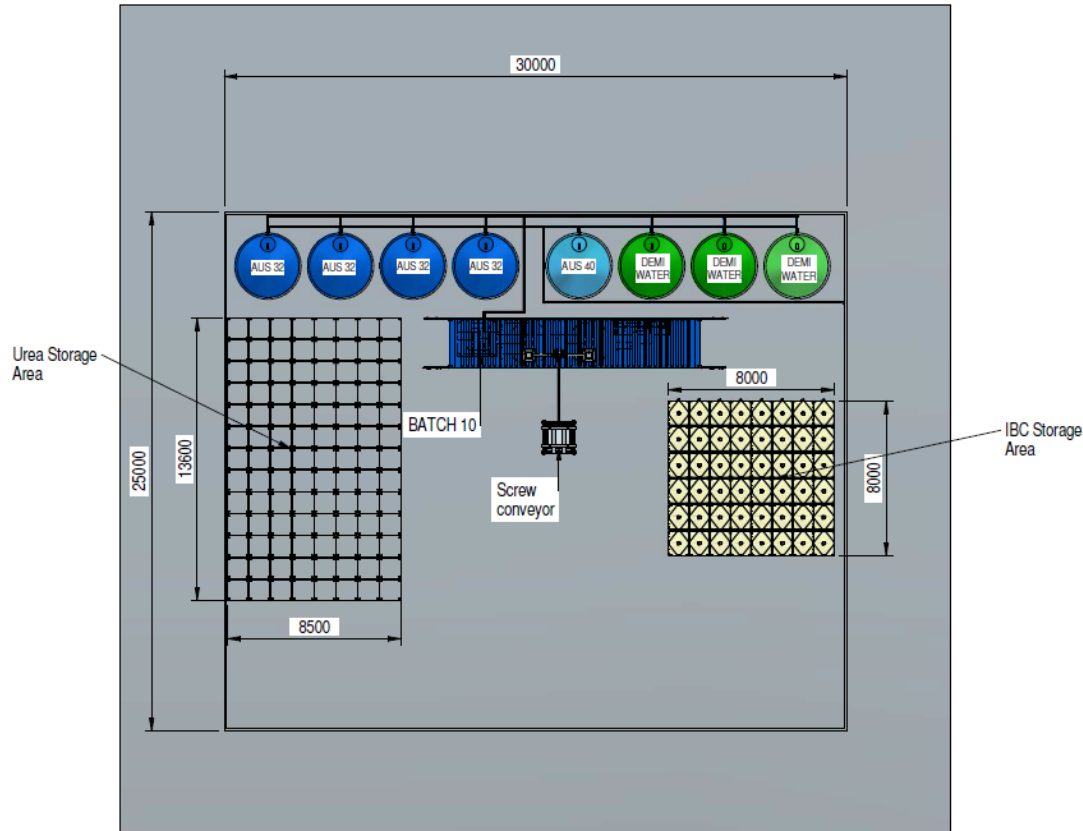 30000
AUS 32
AUS 32
AUS 32
AUS 32
AUS 40
DEMI
WATER
DEMI
WATER
DEMI
WATER
Urea Storage
Area
25000
13600
8500
BATCH 10
Screw
conveyor
8000
8000
IBC Storage
Area